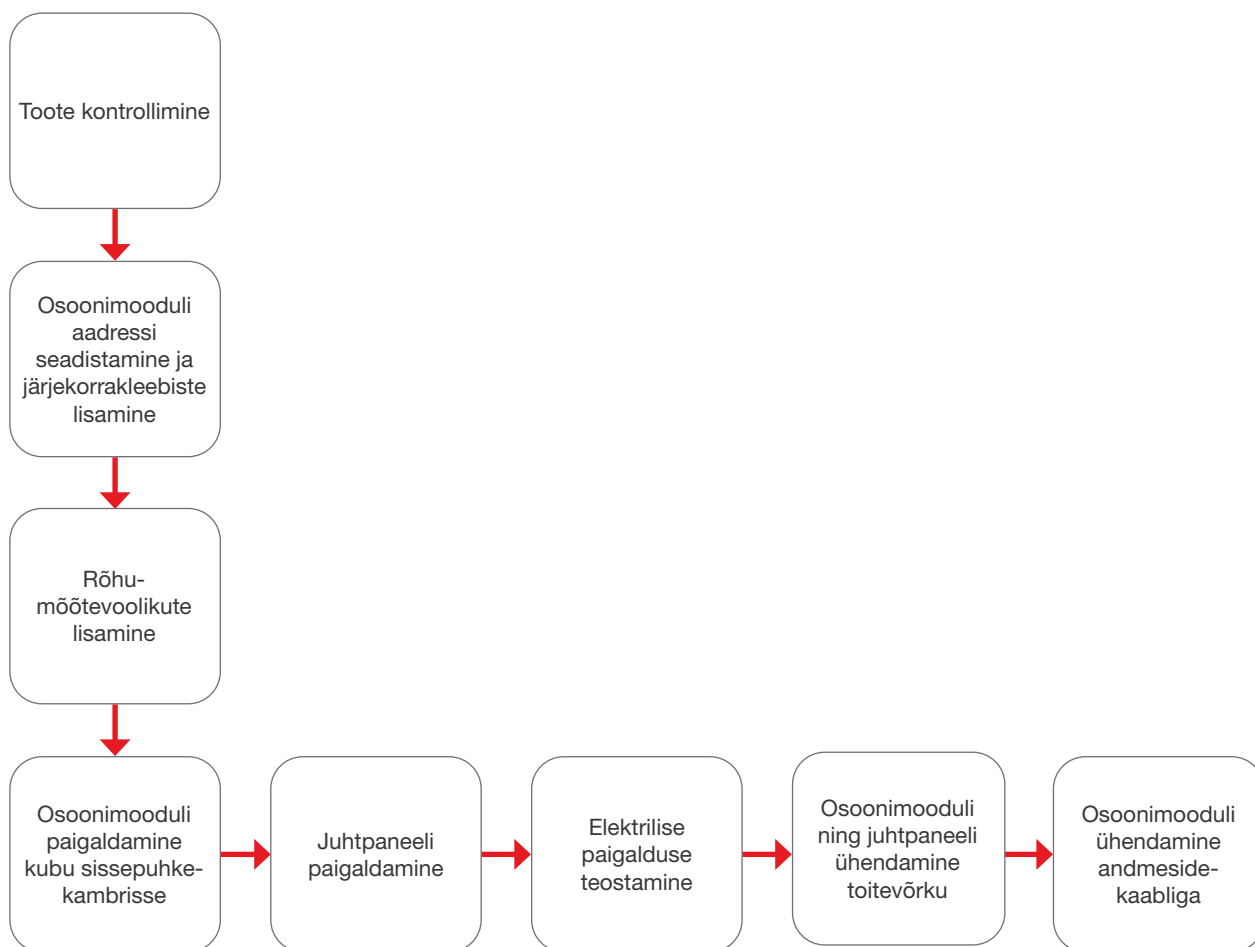 Toote kontrollimine
Osoonimooduli
aadressi
seadistamine ja
järjekorrakleebiste
lisamine
Rõhu-
mõõtevoolikute
lisamine
Osoonimooduli
paigaldamine
kubu sissepuhke-
kambrisse
Juhtpaneeli
paigaldamine
Elektrilise
paigalduse
teostamine
Osoonimooduli
ning juhtpaneeli
ühendamine
toitevõrku
Osoonimooduli
ühendamine
andmeside-
kaabliga